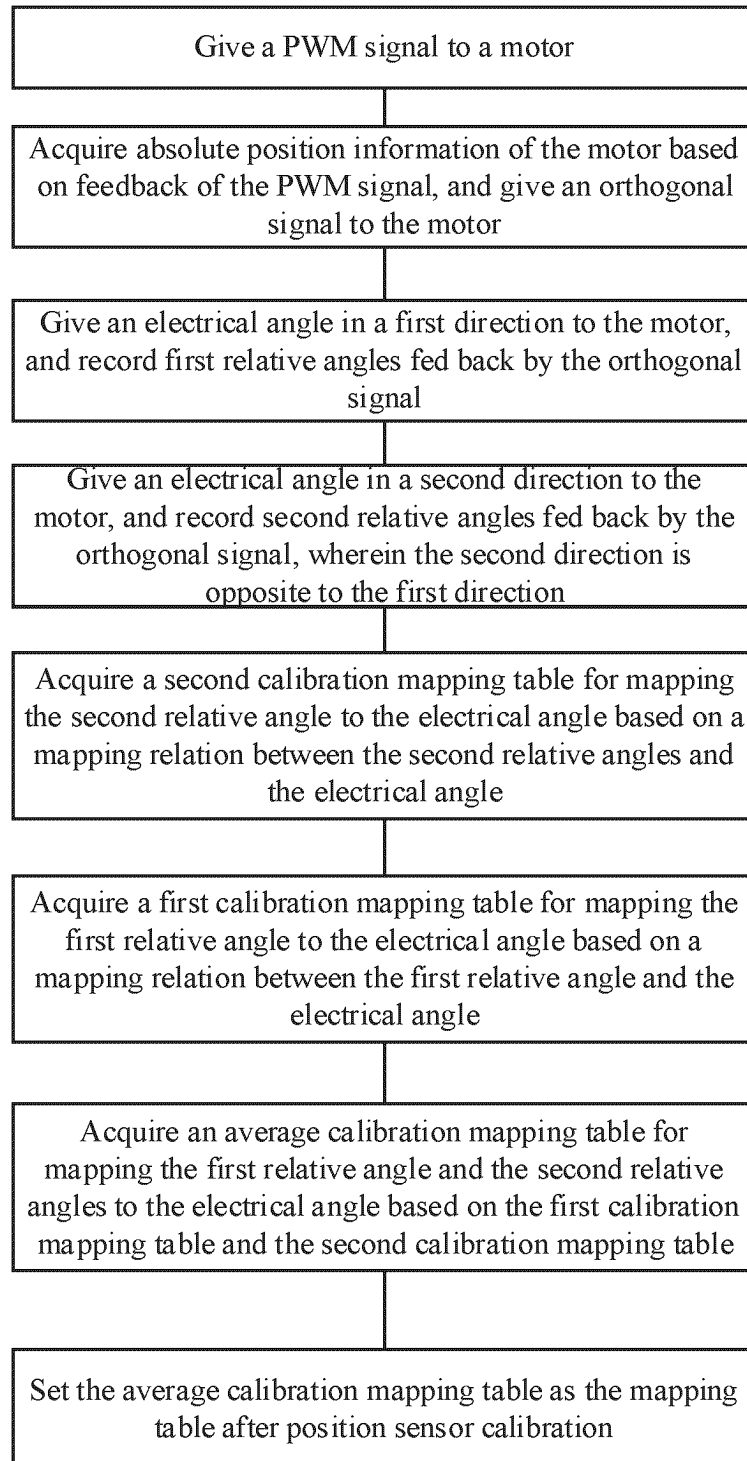 Give a PWM signal to a motor
Acquire absolute position information of the motor based
on feedback of the PWM signal, and give an orthogonal
signal to the motor
Give an electrical angle in a first direction to the motor,
and record first relative angles fed back by the orthogonal
signal
Give an electrical angle in a second direction to the
motor, and record second relative angles fed back by the
orthogonal signal, wherein the second direction is
opposite to the first direction
Acquire a second calibration mapping table for mapping
the second relative angle to the electrical angle based on a
mapping relation between the second relative angles and
the electrical angle
Acquire a first calibration mapping table for mapping the
first relative angle to the electrical angle based on a
mapping relation between the first relative angle and the
electrical angle
Acquire an average calibration mapping table for
mapping the first relative angle and the second relative
angles to the electrical angle based on the first calibration
mapping table and the second calibration mapping table
Set the average calibration mapping table as the mapping
table after position sensor calibration